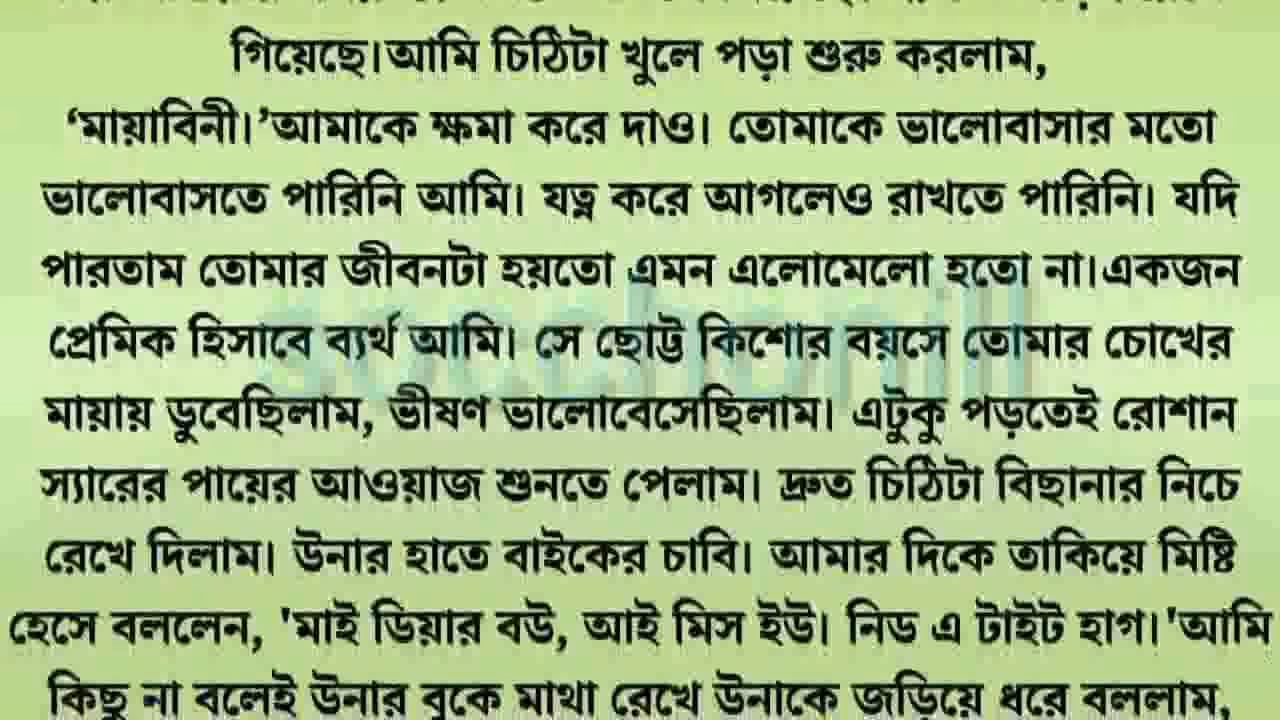 গিয়েছে।আমি চিঠিটা খুলে পড়া শুরু করলাম,
‘মায়াবিনী।’আমাকে ক্ষমা করে দাও। তোমাকে ভালোবাসার মতো
ভালোবাসতে পারিনি আমি। যত্ন করে আগলেও রাখতে পারিনি। যদি
পারতাম তোমার জীবনটা হয়তো এমন এলোমেলো হতো না।একজন
প্রেমিক হিসাবে ব্যর্থ আমি। সে ছোট্ট কিশোর বয়সে তোমার চোখের
মায়ায় ডুবেছিলাম, ভীষণ ভালোবেসেছিলাম। এটুকু পড়তেই রোশান
স্যারের পায়ের আওয়াজ শুনতে পেলাম। দ্রুত চিঠিটা বিছানার নিচে
রেখে দিলাম। উনার হাতে বাইকের চাবি। আমার দিকে তাকিয়ে মিষ্টি
হেসে বললেন, 'মাই ডিয়ার বউ, আই মিস ইউ। নিড এ টাইট হাগ।'আমি
কিছু না বলেই উনার বুকে মাথা রেখে উনাকে জড়িয়ে ধরে বললাম,
socchonill